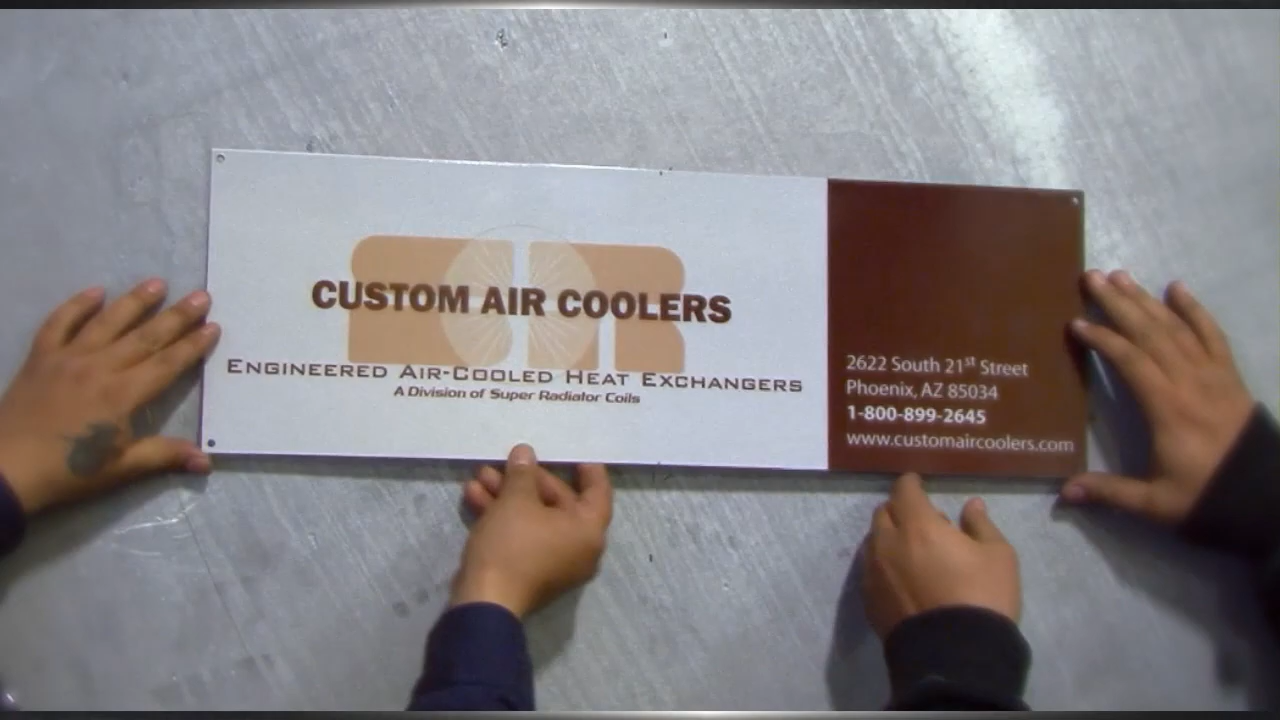 CUSTOM AIR COOLERS
ENGINEERED AIR-COOLED HEAT EXCHANGERS
A Division of Super Radiator Coils
2622 South 21st Street
Phoenix, AZ 85034
1-800-899-2645
www.customaircoolers.com